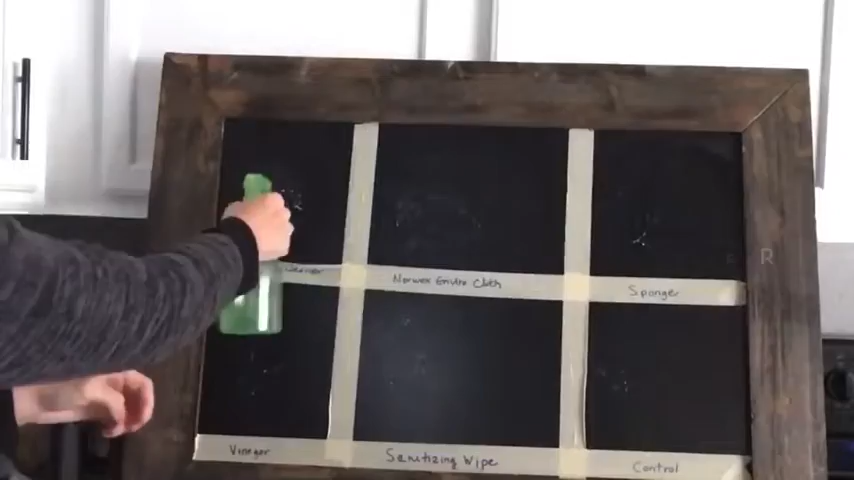 Norwex Enviro Cloth
Sponge
Vinegar
Sanitizing Wipe
Control
R